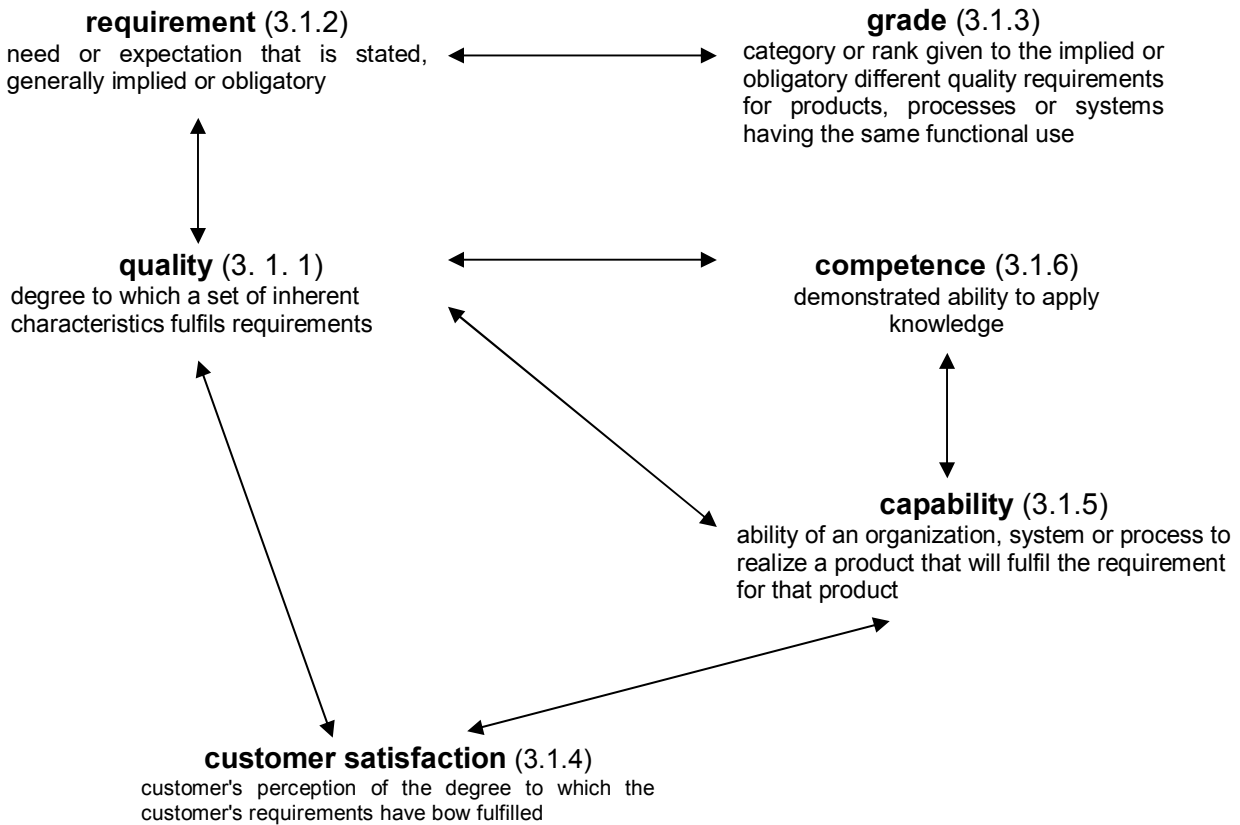 requirement (3.1.2)
need or expectation that is stated,
generally implied or obligatory
grade (3.1.3)
category or rank given to the implied or
obligatory different quality requirements
for products, processes or systems
having the same functional use
quality (3. 1. 1)
degree to which a set of inherent
characteristics fulfils requirements
competence (3.1.6)
demonstrated ability to apply
knowledge
capability (3.1.5)
ability of an organization, system or process to
realize a product that will fulfil the requirement
for that product
customer satisfaction (3.1.4)
customer's perception of the degree to which the
customer's requirements have bow fulfilled